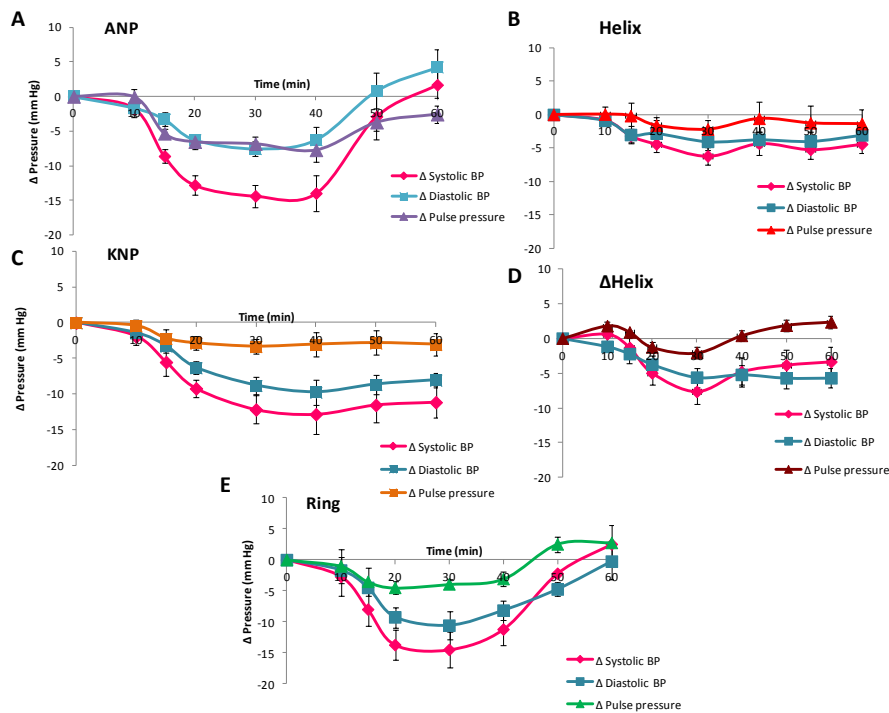 A
ANP
Δ Pressure (mmHg)
15
10
5
0
-5
-10
-15
-20
Time (min)
0
10
20
30
40
50
60
Δ Systolic BP
Δ Diastolic BP
Δ Pulse pressure
B
Helix
Δ Pressure (mmHg)
10
5
0
-5
-10
-15
-20
0
10
20
30
40
50
60
Δ Systolic BP
Δ Diastolic BP
Δ Pulse pressure
C
KNP
Δ Pressure (mmHg)
10
5
0
-5
-10
-15
-20
Time (min)
0
10
20
30
40
50
60
Δ Systolic BP
Δ Diastolic BP
Δ Pulse pressure
D
ΔHelix
10
5
0
-5
-10
-15
-20
0
10
20
30
40
50
60
Δ Systolic BP
Δ Diastolic BP
Δ Pulse pressure
E
Ring
Δ Pressure (mmHg)
10
5
0
-5
-10
-15
-20
Time (min)
0
10
20
30
40
50
60
Δ Systolic BP
Δ Diastolic BP
Δ Pulse pressure